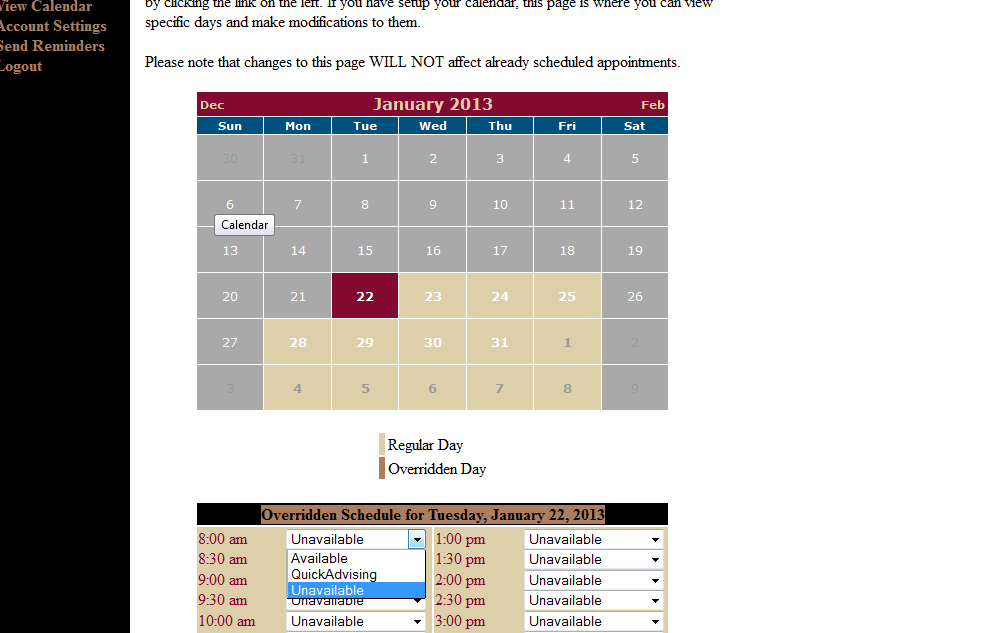 View Calendar
Account Settings
Send Reminders
Logout
by clicking the link on the left. If you have setup your calendar, this page is where you can view
specific days and make modifications to them.
Please note that changes to this page WILL NOT affect already scheduled appointments.
Dec January 2013 Feb
Sun Mon Tue Wed Thu Fri Sat
30 31 1 2 3 4 5
6 7 8 9 10 11 12
Calendar
13 14 15 16 17 18 19
20 21 22 23 24 25 26
27 28 29 30 31 1 2
3 4 5 6 7 8 9
Regular Day
Overridden Day
Overridden Schedule for Tuesday, January 22, 2013
8:00 am Unavailable 1:00 pm Unavailable
8:30 am Available 1:30 pm Unavailable
QuickAdvising
9:00 am Unavailable 2:00 pm Unavailable
9:30 am Unavailable 2:30 pm Unavailable
10:00 am Unavailable 3:00 pm Unavailable